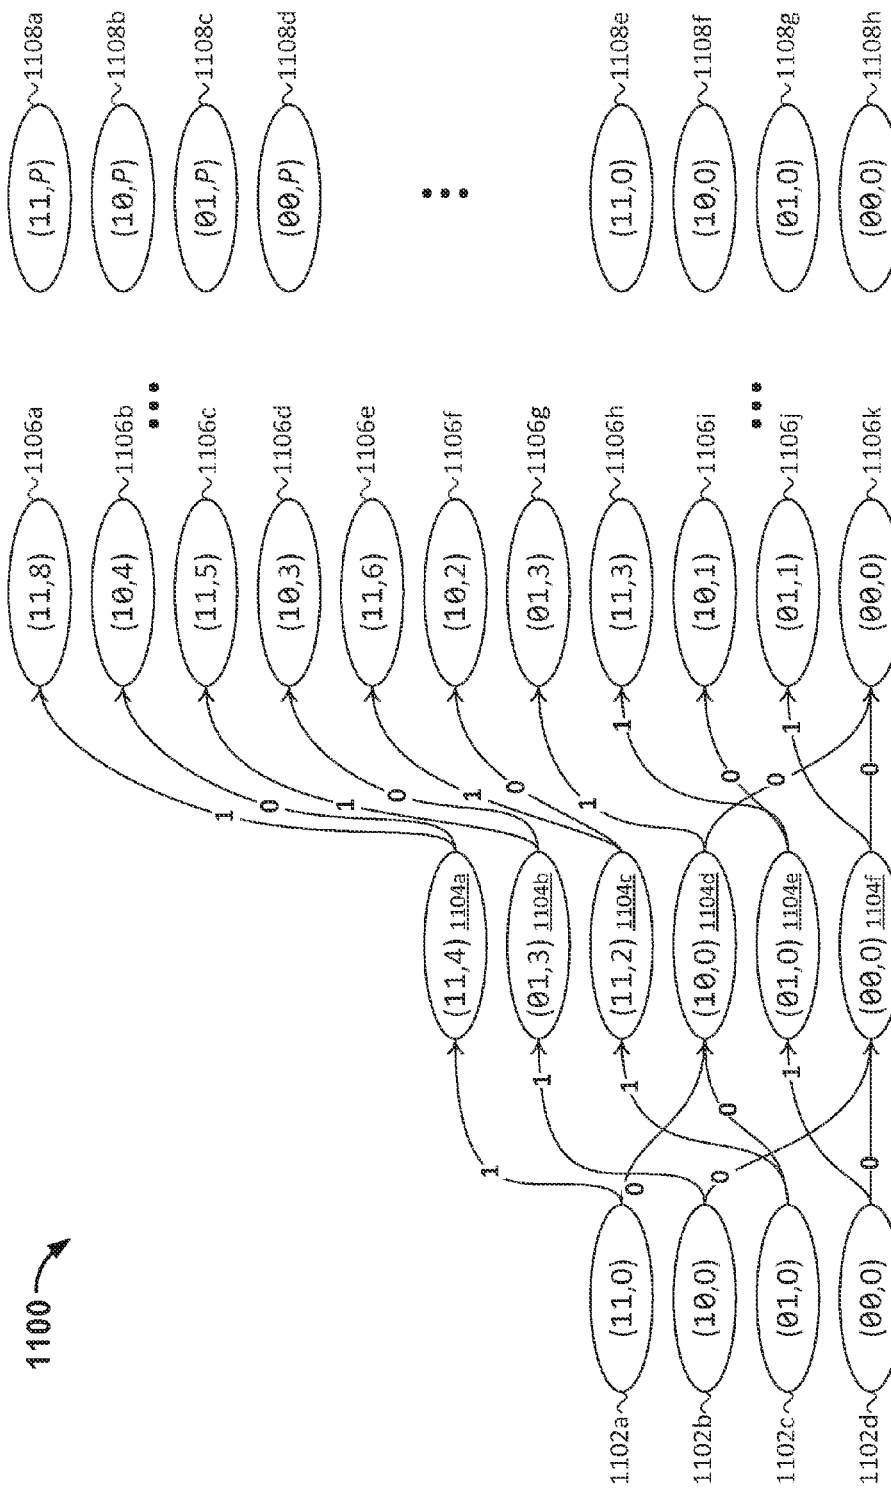 1100
1102a (11,0)
1102b (10,0)
1102c (01,0)
1102d (00,0)
1
0
1
0
1
0
1
0
(11,4) 1104a
(01,3) 1104b
(11,2) 1104c
(10,0) 1104d
(01,0) 1104e
(00,0) 1104f
1
0
1
0
1
0
1
0
1
0
1
0
(11,8) 1106a
(10,4) 1106b
(11,5) 1106c
(10,3) 1106d
(11,6) 1106e
(10,2) 1106f
(01,3) 1106g
(11,3) 1106h
(10,1) 1106i
(01,1) 1106j
(00,0) 1106k
(11,P) 1108a
(10,P) 1108b
(01,P) 1108c
(00,P) 1108d
(11,0) 1108e
(10,0) 1108f
(01,0) 1108g
(00,0) 1108h